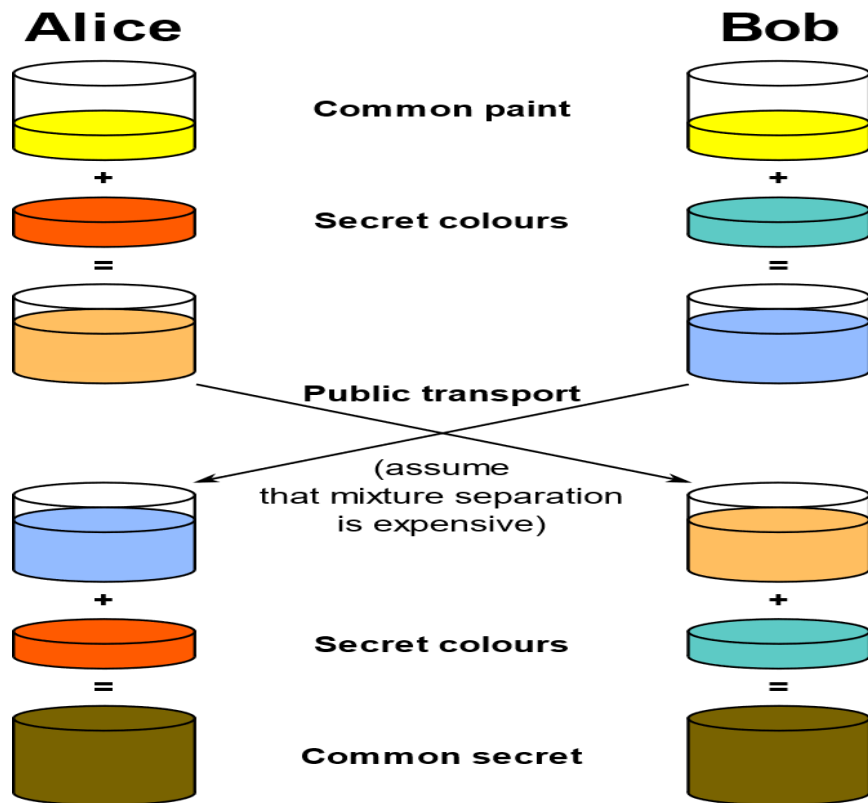 Alice
Bob
Common paint
+
+
Secret colours
=
=
Public transport
(assume
that mixture separation
is expensive)
+
+
Secret colours
=
=
Common secret